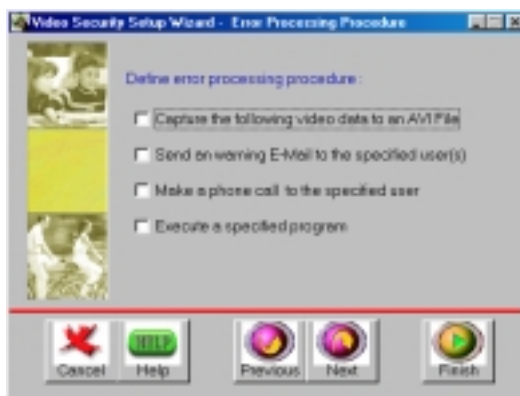 Video Security Setup Wizard - Error Processing Procedure
Define error processing procedure :
Capture the following video data to an AVI File
Send an warning E-Mail to the specified user(s)
Make a phone call to the specified user
Execute a specified program
HELP
Cancel Help Previous Next Finish